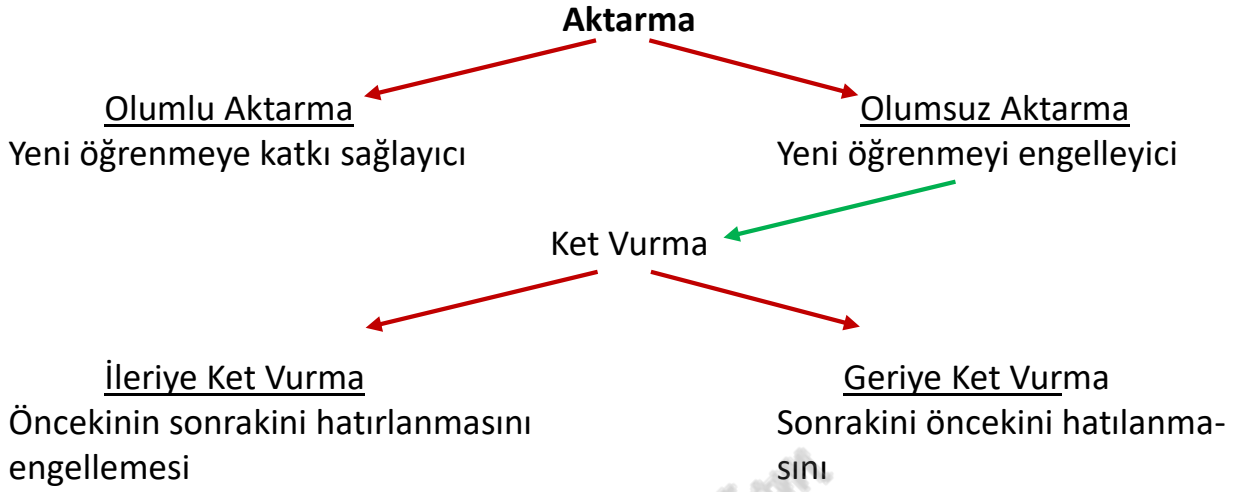 Aktarma
Olumlu Aktarma
Yeni öğrenmeye katkı sağlayıcı
Olumsuz Aktarma
Yeni öğrenmeyi engelleyici
Ket Vurma
İleriye Ket Vurma
Öncekinin sonrakini hatırlanmasını
engellemesi
Geriye Ket Vurma
Sonrakini öncekini hatılanma-
sını